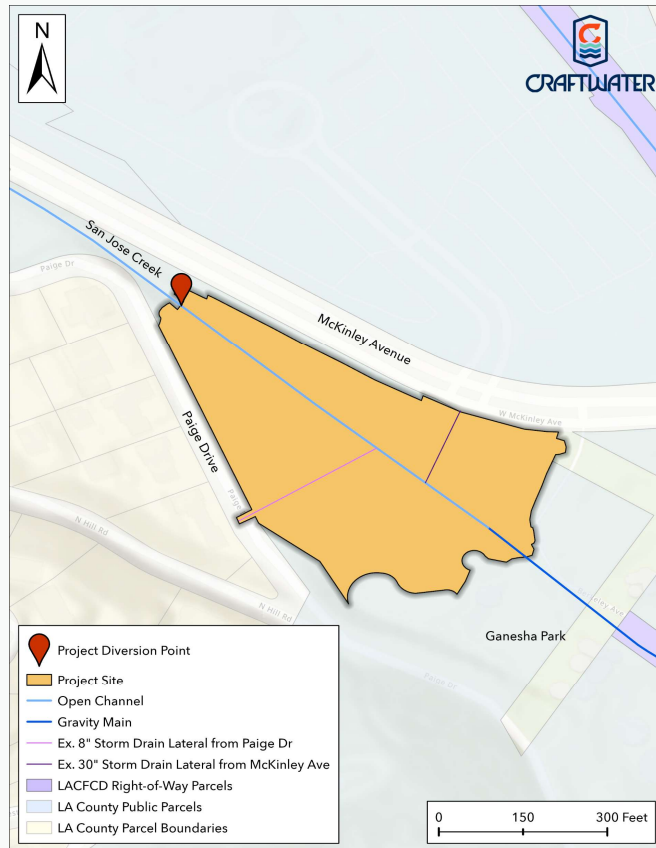 N
CRAFTWATER
San Jose Creek
Paige Dr
McKinley Avenue
W McKinley Ave
Paige Drive
Paige
N Hill Rd
N Hill Rd
Ganesha Park
Paige Dr
Project Diversion Point
Project Site
Open Channel
Gravity Main
Ex. 8" Storm Drain Lateral from Paige Dr
Ex. 30" Storm Drain Lateral from McKinley Ave
LACFCD Right-of-Way Parcels
LA County Public Parcels
LA County Parcel Boundaries
0 150 300 Feet